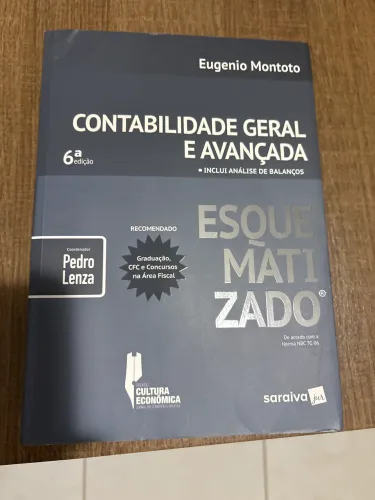 Eugenio Montoto
CONTABILIDADE GERAL
E AVANÇADA
• INCLUI ANÁLISE DE BALANÇOS
6ª
edição
Coordenador
Pedro
Lenza
RECOMENDADO
Graduação,
CFC e Concursos
na Área Fiscal
ESQUE
MATI
ZADO®
De acordo com a
Norma NBC TG 06
CULTURA
ECONÔMICA
saraiva jur